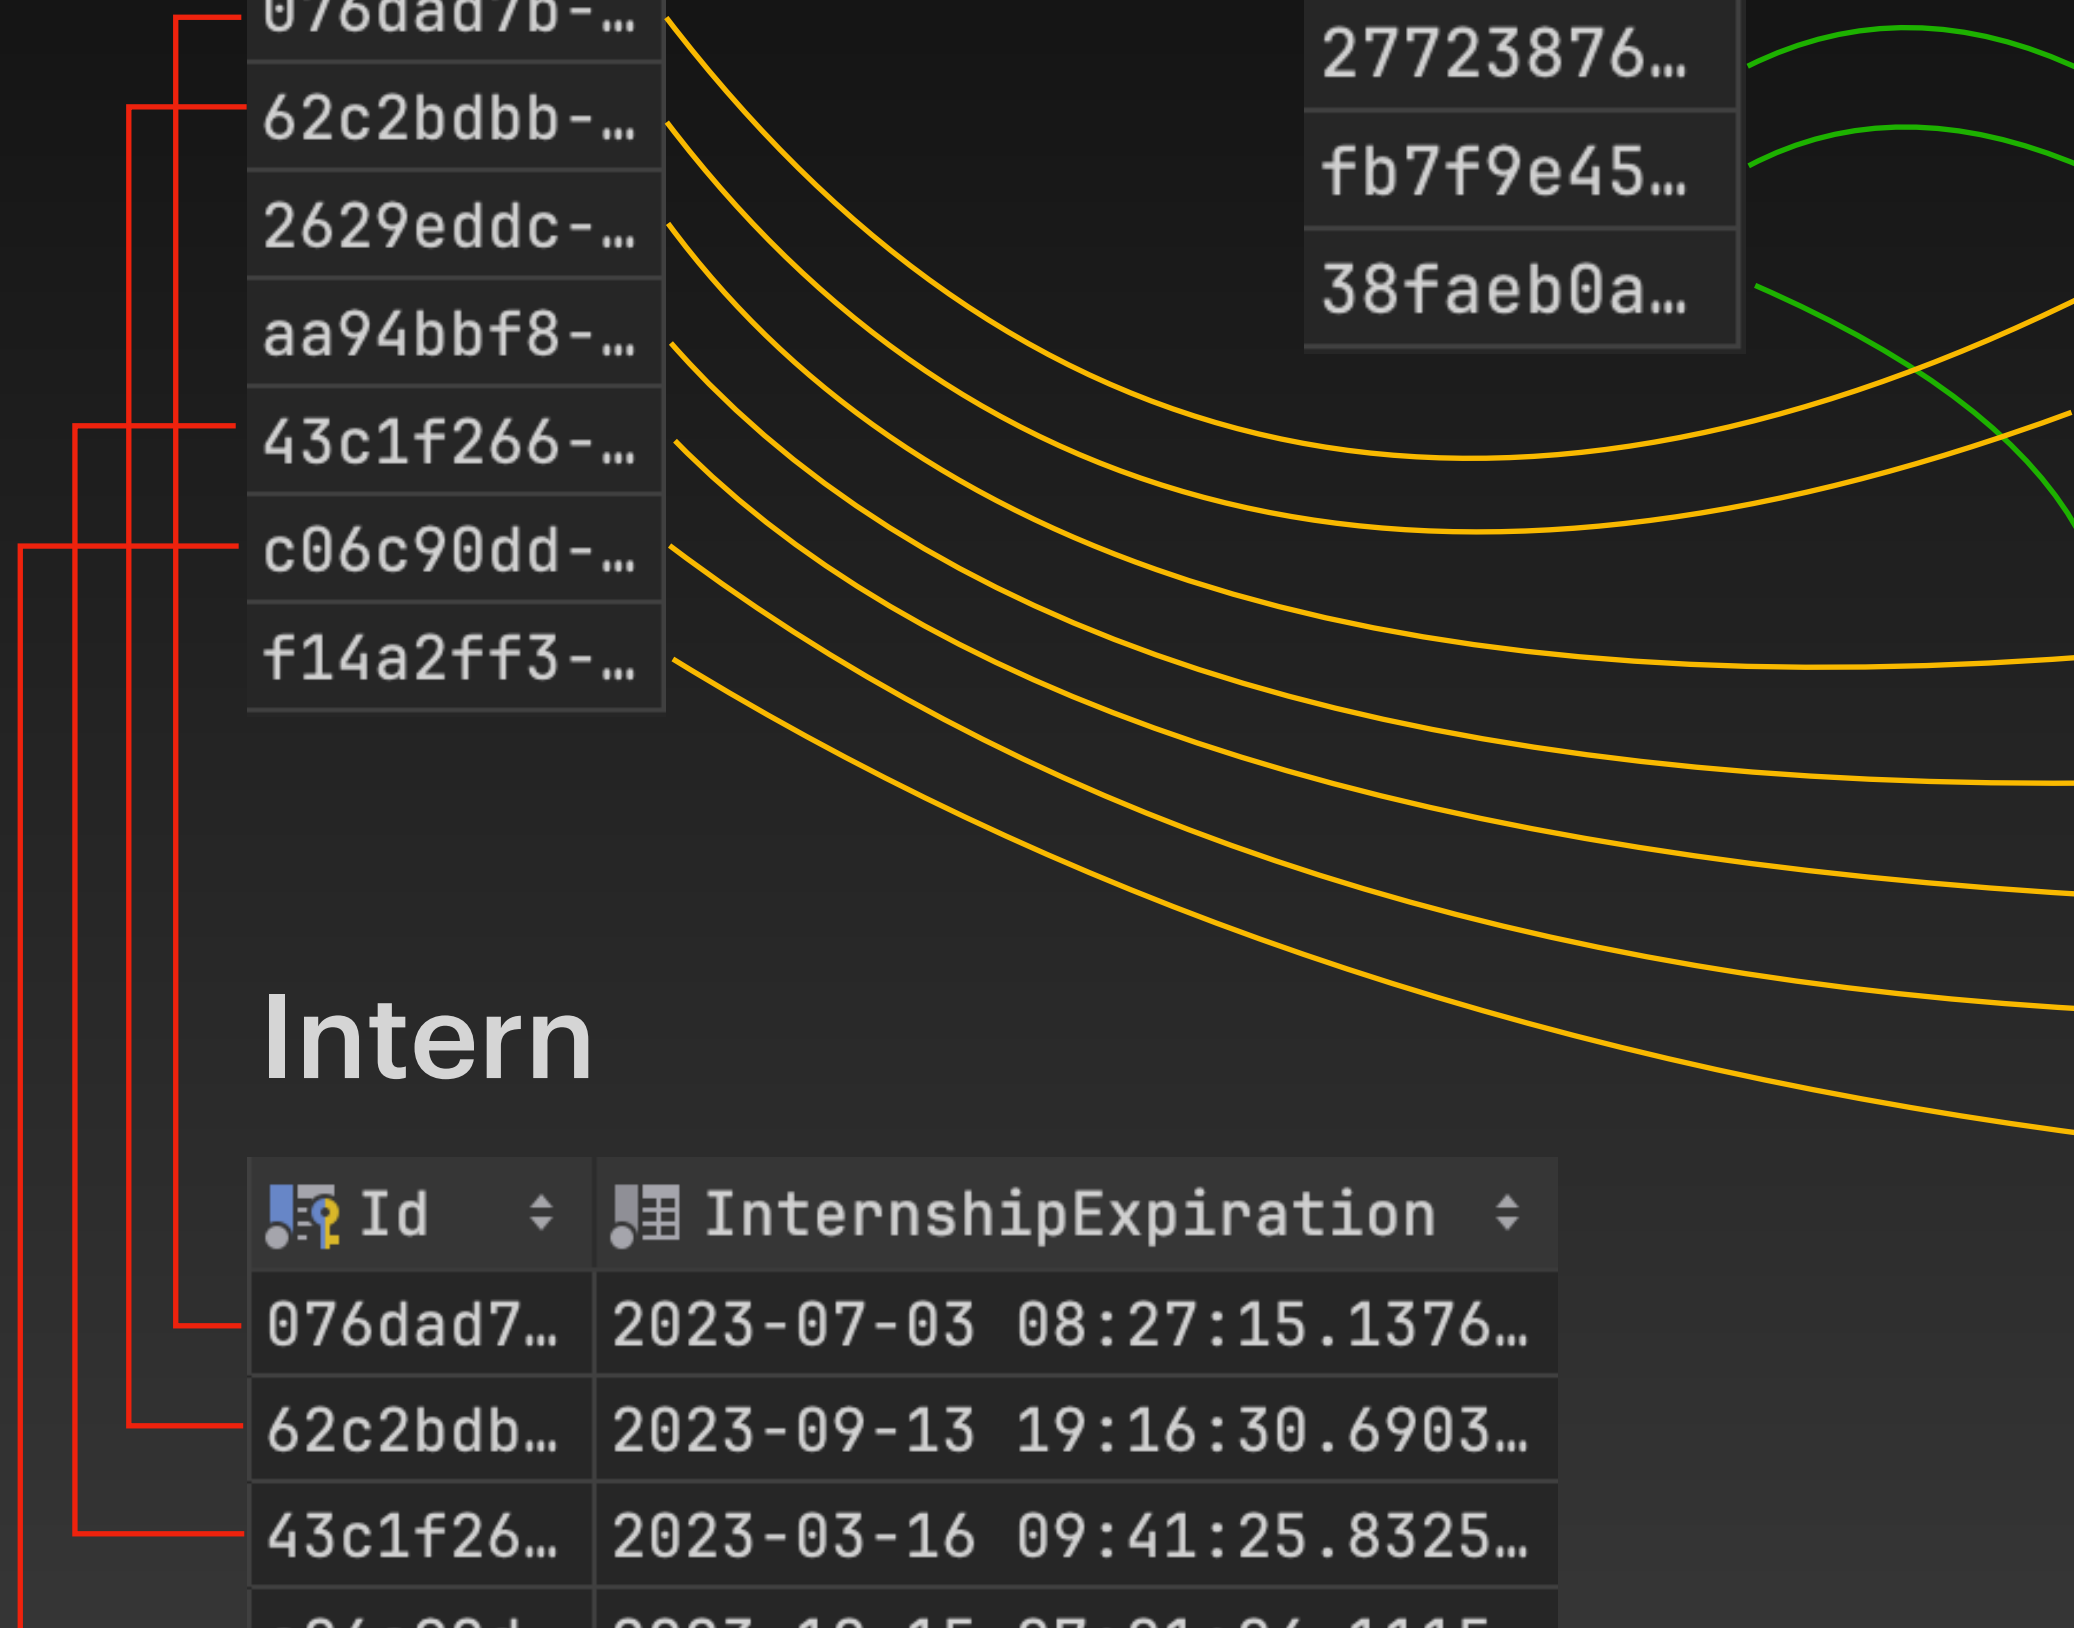 076dad7b-…
62c2bdbb-…
2629eddc-…
aa94bbf8-…
43c1f266-…
c06c90dd-…
f14a2ff3-…
27723876…
fb7f9e45…
38faeb0a…
Intern
Id InternshipExpiration
076dad7… 2023-07-03 08:27:15.1376…
62c2bdb… 2023-09-13 19:16:30.6903…
43c1f26… 2023-03-16 09:41:25.8325…